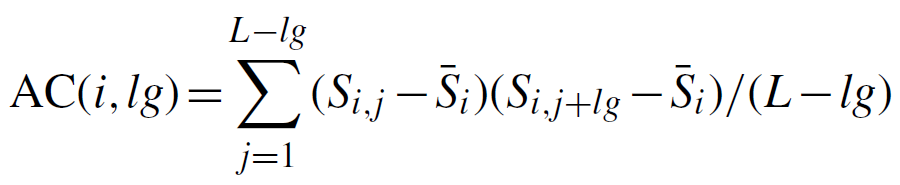 L−lg
AC(i,lg)=∑(S_{i,j}−S̄_i)(S_{i,j+lg}−S̄_i)/(L−lg)
j=1